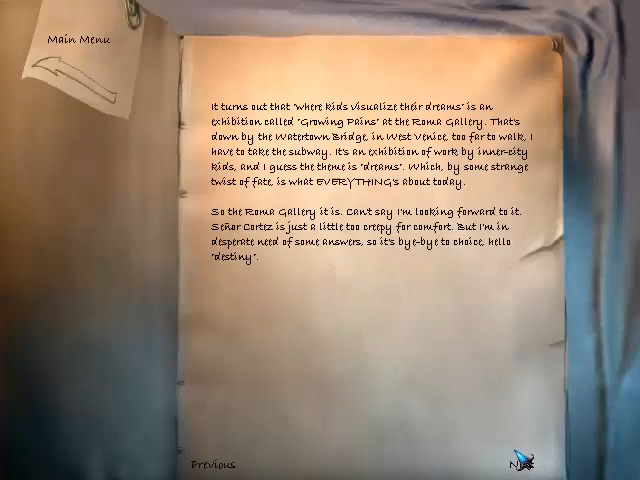 Main Menu
It turns out that "where kids visualize their dreams" is an
exhibition called "Growing Pains" at the Roma Gallery. That's
down by the Watertown Bridge, in West Venice, too far to walk, I
have to take the subway. It's an exhibition of work by inner-city
kids, and I guess the theme is "dreams". Which, by some strange
twist of fate, is what EVERYTHING's about today.
So the Roma Gallery it is. Can't say I'm looking forward to it.
Señor Cortez is just a little too creepy for comfort. But I'm in
desperate need of some answers, so it's bye-bye to choice, hello
"destiny".
Previous